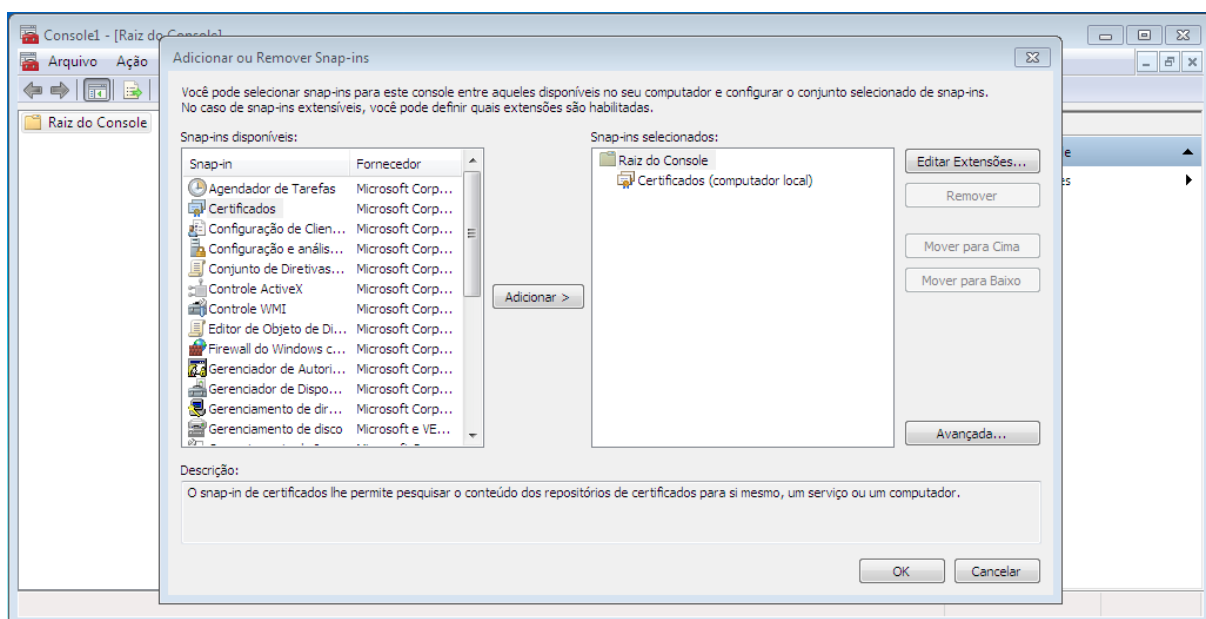 Console1 - [Raiz do Console]
Arquivo Ação
Raiz do Console
Adicionar ou Remover Snap-ins
Você pode selecionar snap-ins para este console entre aqueles disponíveis no seu computador e configurar o conjunto selecionado de snap-ins.
No caso de snap-ins extensíveis, você pode definir quais extensões são habilitadas.
Snap-ins disponíveis:
Snap-in Fornecedor
Agendador de Tarefas Microsoft Corp...
Certificados Microsoft Corp...
Configuração de Clien... Microsoft Corp...
Configuração e anális... Microsoft Corp...
Conjunto de Diretivas... Microsoft Corp...
Controle ActiveX Microsoft Corp...
Controle WMI Microsoft Corp...
Editor de Objeto de Di... Microsoft Corp...
Firewall do Windows c... Microsoft Corp...
Gerenciador de Autori... Microsoft Corp...
Gerenciador de Dispo... Microsoft Corp...
Gerenciamento de dir... Microsoft Corp...
Gerenciamento de disco Microsoft e VE...
Adicionar >
Snap-ins selecionados:
Raiz do Console
Certificados (computador local)
Editar Extensões...
Remover
Mover para Cima
Mover para Baixo
Avançada...
Descrição:
O snap-in de certificados lhe permite pesquisar o conteúdo dos repositórios de certificados para si mesmo, um serviço ou um computador.
OK Cancelar